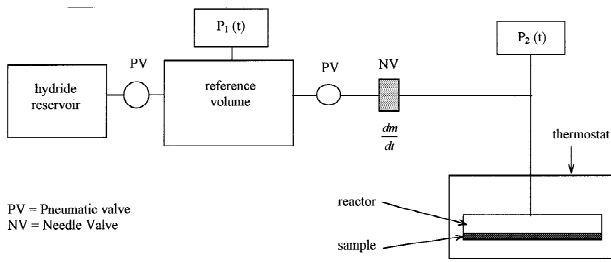 P₁ (t)
P₂ (t)
PV
PV
NV
hydride
reservoir
reference
volume
dm
dt
thermostat
reactor
sample
PV = Pneumatic valve
NV = Needle Valve